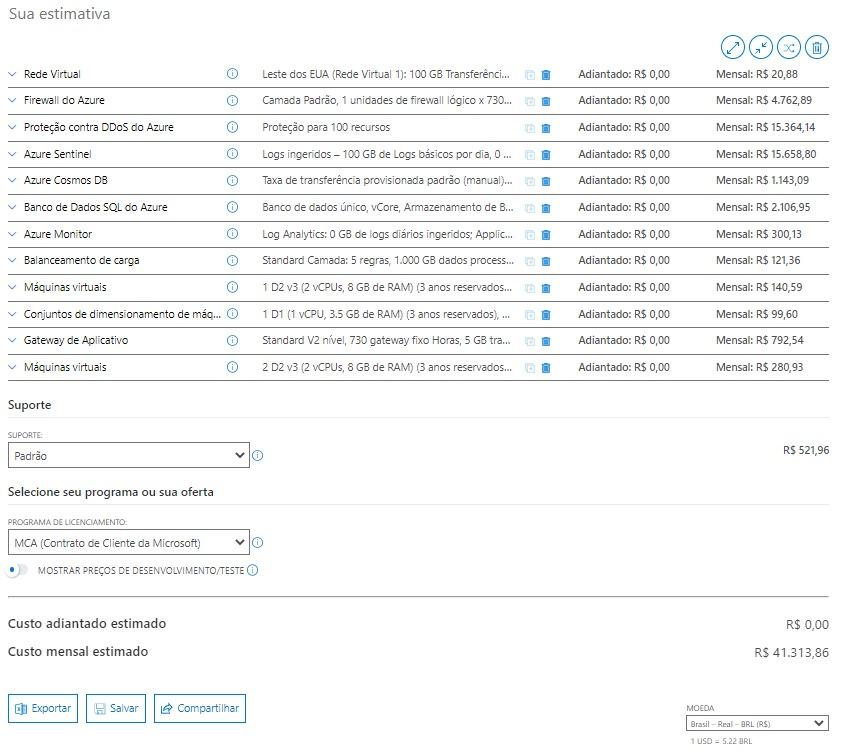 Sua estimativa
Rede Virtual Leste dos EUA (Rede Virtual 1): 100 GB Transferênci... Adiantado: R$ 0,00 Mensal: R$ 20,88
Firewall do Azure Camada Padrão, 1 unidades de firewall lógico x 730... Adiantado: R$ 0,00 Mensal: R$ 4.762,89
Proteção contra DDoS do Azure Proteção para 100 recursos Adiantado: R$ 0,00 Mensal: R$ 15.364,14
Azure Sentinel Logs ingeridos – 100 GB de Logs básicos por dia, 0 ... Adiantado: R$ 0,00 Mensal: R$ 15.658,80
Azure Cosmos DB Taxa de transferência provisionada padrão (manual)... Adiantado: R$ 0,00 Mensal: R$ 1.143,09
Banco de Dados SQL do Azure Banco de dados único, vCore, Armazenamento de B... Adiantado: R$ 0,00 Mensal: R$ 2.106,95
Azure Monitor Log Analytics: 0 GB de logs diários ingeridos; Applic... Adiantado: R$ 0,00 Mensal: R$ 300,13
Balanceamento de carga Standard Camada: 5 regras, 1.000 GB dados process... Adiantado: R$ 0,00 Mensal: R$ 121,36
Máquinas virtuais 1 D2 v3 (2 vCPUs, 8 GB de RAM) (3 anos reservados... Adiantado: R$ 0,00 Mensal: R$ 140,59
Conjuntos de dimensionamento de máq... 1 D1 (1 vCPU, 3.5 GB de RAM) (3 anos reservados), ... Adiantado: R$ 0,00 Mensal: R$ 99,60
Gateway de Aplicativo Standard V2 nível, 730 gateway fixo Horas, 5 GB tra... Adiantado: R$ 0,00 Mensal: R$ 792,54
Máquinas virtuais 2 D2 v3 (2 vCPUs, 8 GB de RAM) (3 anos reservados... Adiantado: R$ 0,00 Mensal: R$ 280,93
Suporte
SUPORTE:
Padrão R$ 521,96
Selecione seu programa ou sua oferta
PROGRAMA DE LICENCIAMENTO:
MCA (Contrato de Cliente da Microsoft)
MOSTRAR PREÇOS DE DESENVOLVIMENTO/TESTE
Custo adiantado estimado R$ 0,00
Custo mensal estimado R$ 41.313,86
Exportar Salvar Compartilhar
MOEDA
Brasil – Real – BRL (R$)
1 USD = 5.22 BRL